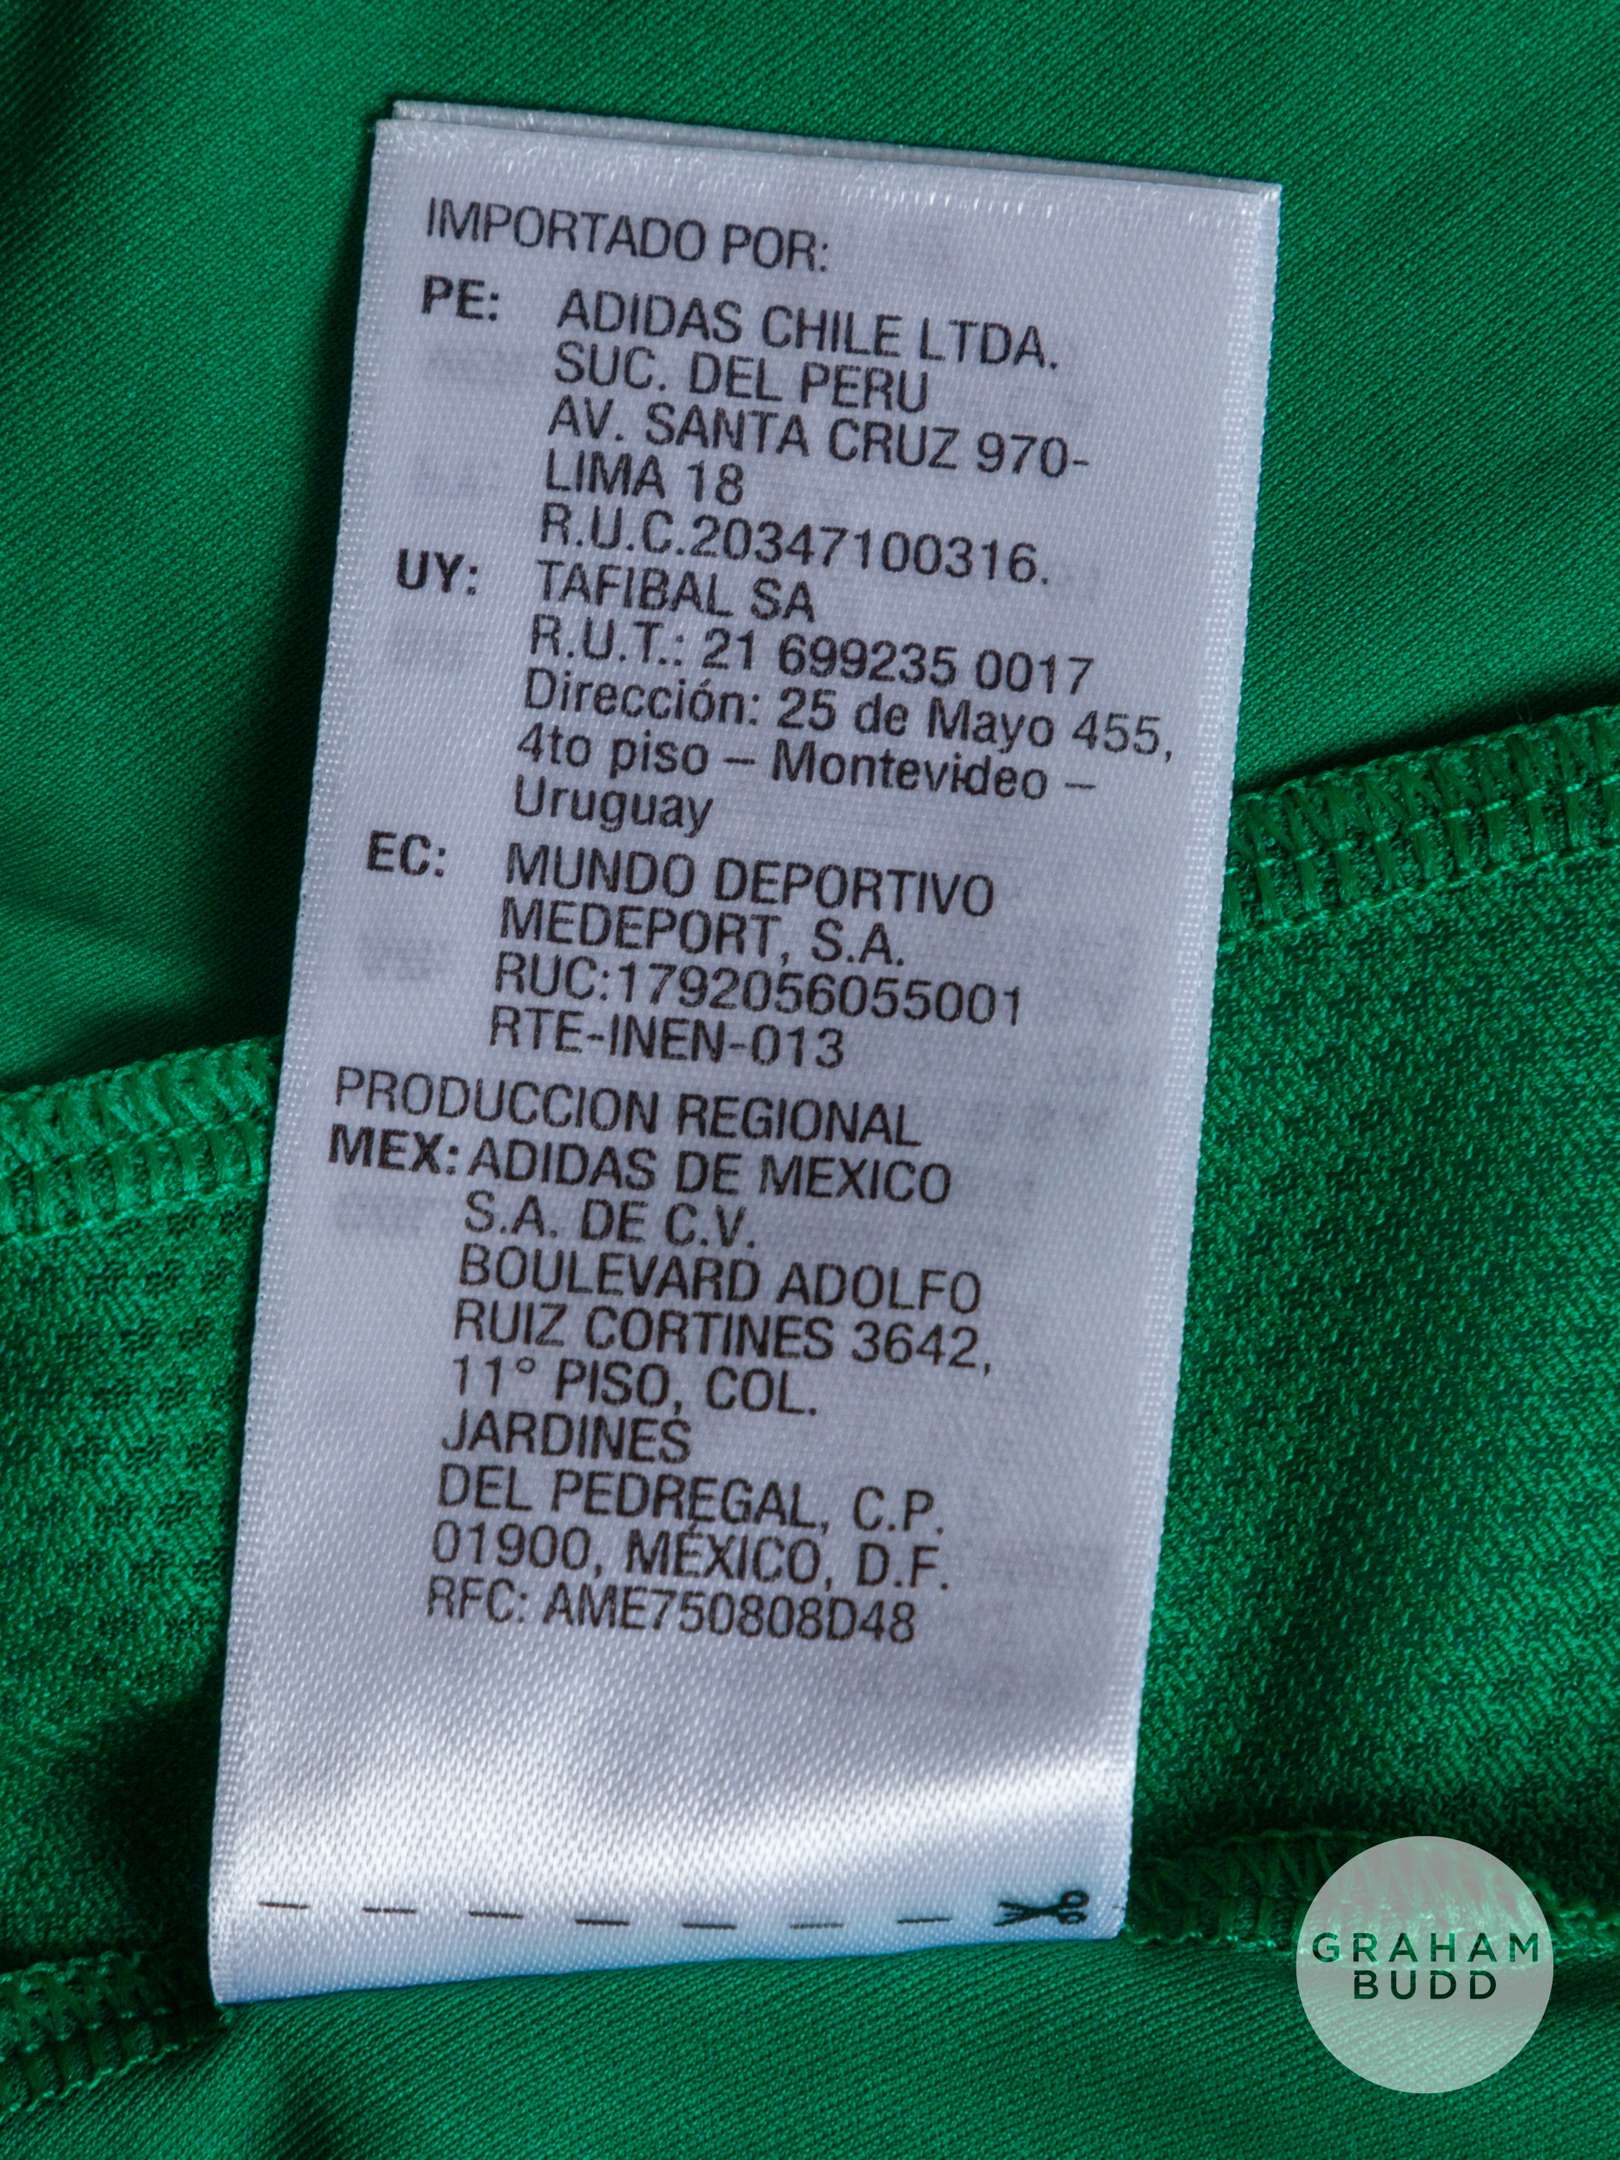 IMPORTADO POR:
PE: ADIDAS CHILE LTDA.
SUC. DEL PERU
AV. SANTA CRUZ 970-
LIMA 18
R.U.C.20347100316.
UY: TAFIBAL SA
R.U.T.: 21 699235 0017
Dirección: 25 de Mayo 455,
4to piso – Montevideo –
Uruguay
EC: MUNDO DEPORTIVO
MEDEPORT, S.A.
RUC:1792056055001
RTE-INEN-013
PRODUCCION REGIONAL
MEX: ADIDAS DE MEXICO
S.A. DE C.V.
BOULEVARD ADOLFO
RUIZ CORTINES 3642,
11° PISO, COL.
JARDINES
DEL PEDREGAL, C.P.
01900, MÉXICO, D.F.
RFC: AME750808D48
GRAHAM
BUDD